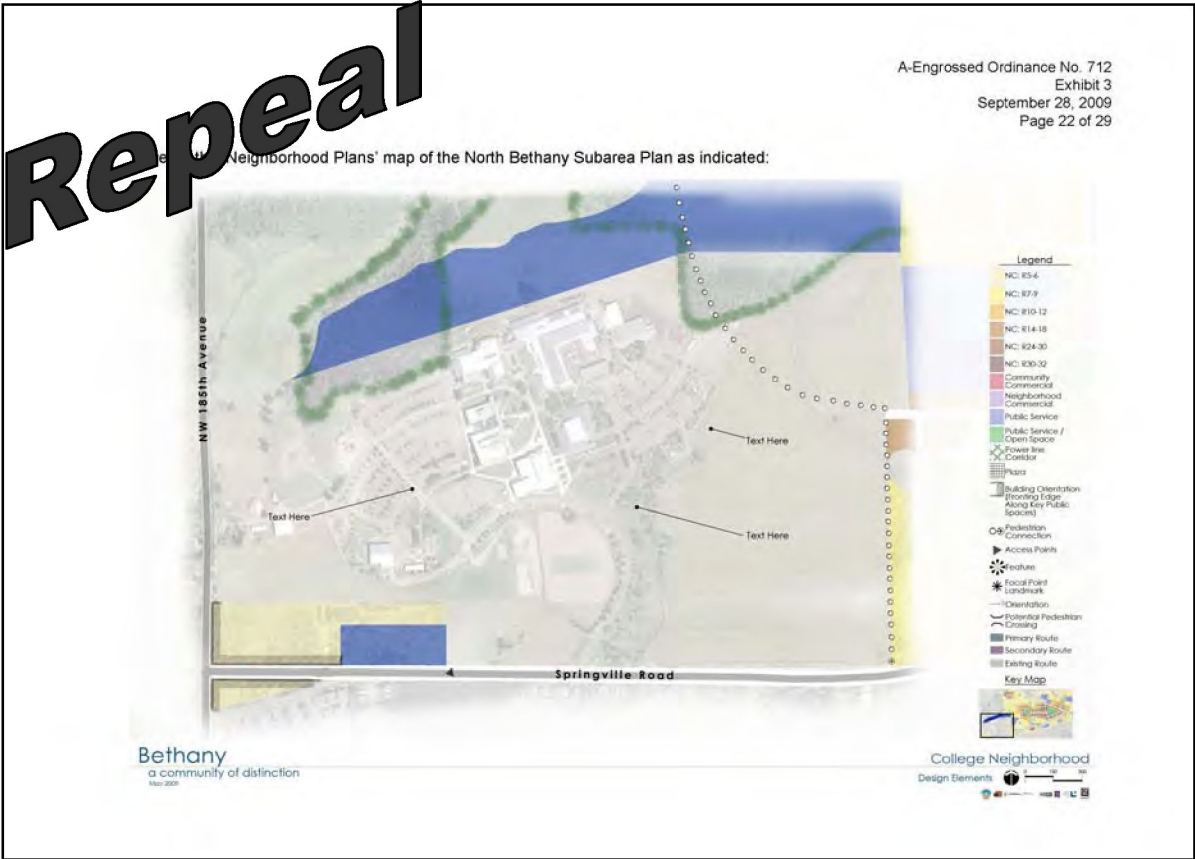 Repeal
A-Engrossed Ordinance No. 712
Exhibit 3
September 28, 2009
Page 22 of 29
Neighborhood Plans' map of the North Bethany Subarea Plan as indicated:
NW 185th Avenue
Text Here
Text Here
Text Here
Springville Road
Legend
NC: R5-6
NC: R7-9
NC: R10-12
NC: R14-18
NC: R24-30
NC: R30-32
Community
Commercial
Neighborhood
Commercial
Public Service
Public Service /
Open Space
Power line
Corridor
Plaza
Building Orientation
(Fronting Edge
Along Key Public
Spaces)
Pedestrian
Connection
Access Points
Feature
Focal Point
Landmark
Orientation
Potential Pedestrian
Crossing
Primary Route
Secondary Route
Existing Route
Key Map
Bethany
a community of distinction
College Neighborhood
Design Elements